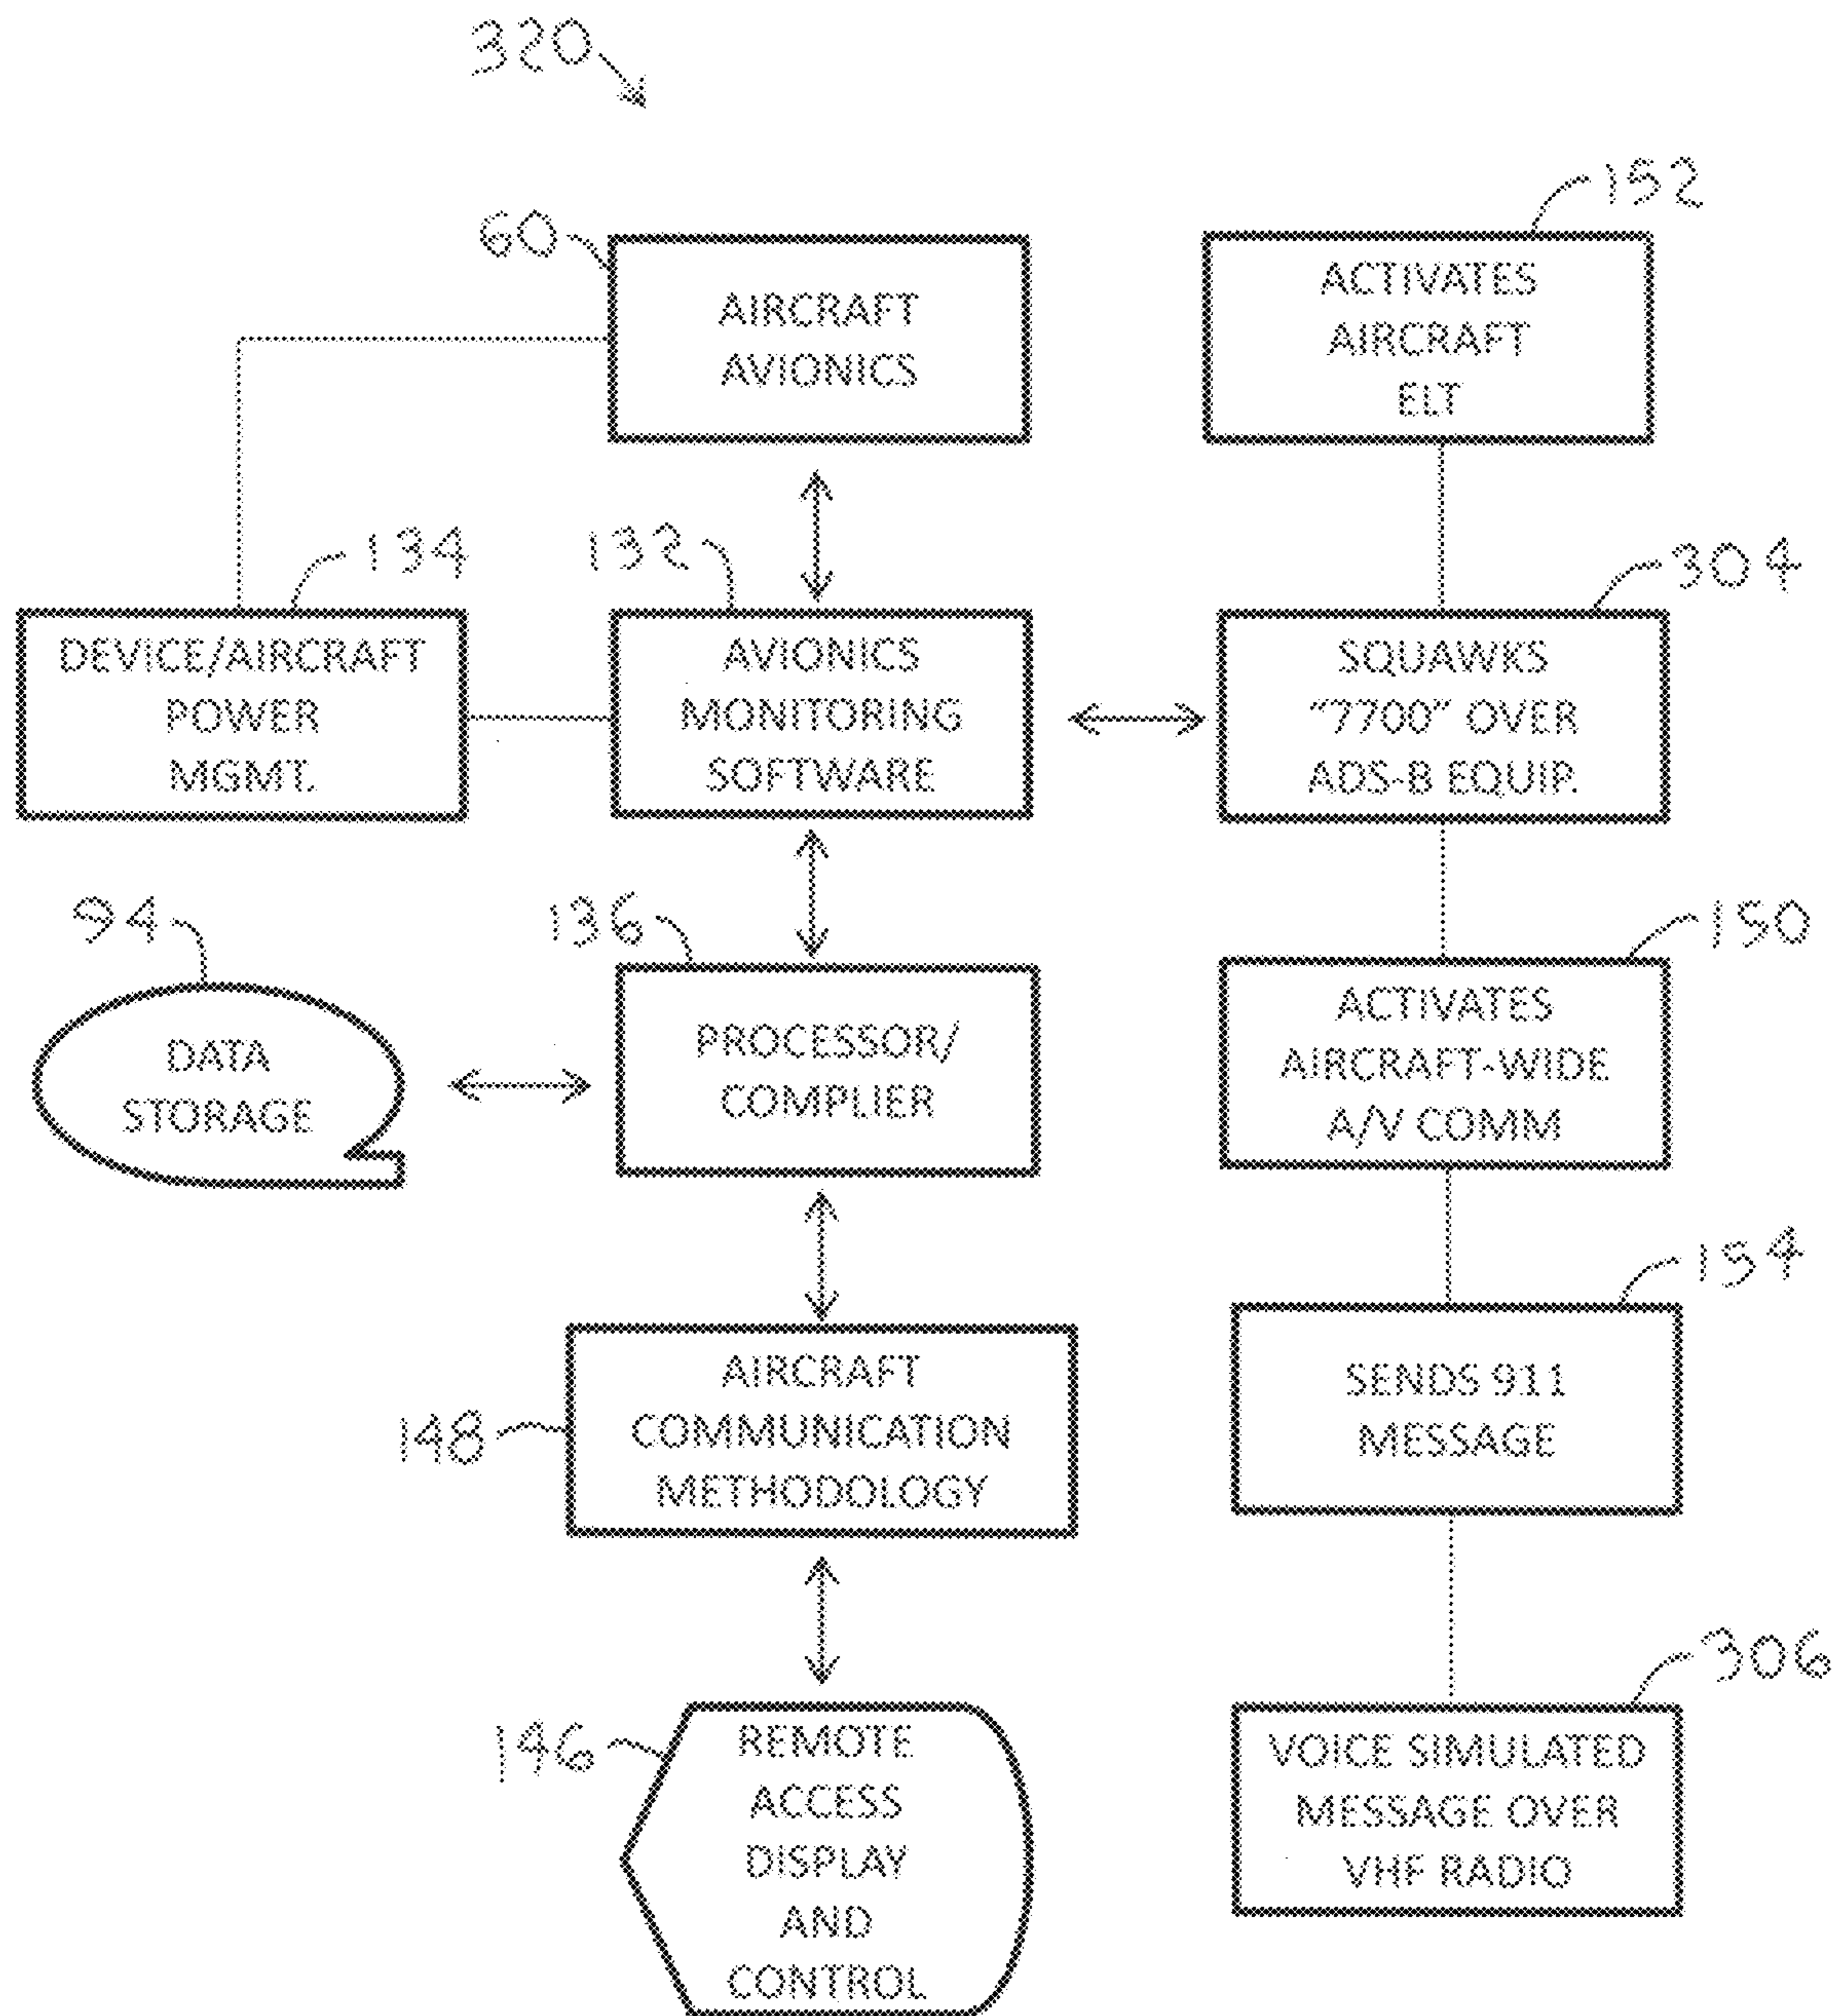 320
60
AIRCRAFT
AVIONICS
152
ACTIVATES
AIRCRAFT
ELT
134
DEVICE/AIRCRAFT
POWER
MGMT.
132
AVIONICS
MONITORING
SOFTWARE
304
SQUAWKS
"7700" OVER
ADS-B EQUIP.
94
DATA
STORAGE
136
PROCESSOR/
COMPLIER
150
ACTIVATES
AIRCRAFT-WIDE
A/V COMM
148
AIRCRAFT
COMMUNICATION
METHODOLOGY
154
SENDS 911
MESSAGE
146
REMOTE
ACCESS
DISPLAY
AND
CONTROL
306
VOICE SIMULATED
MESSAGE OVER
VHF RADIO